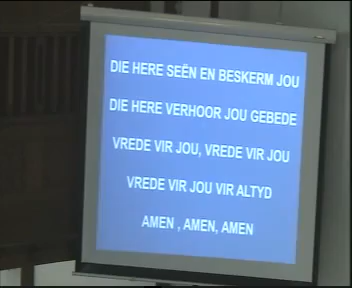 DIE HERE SEËN EN BESKERM JOU
DIE HERE VERHOOR JOU GEBEDE
VREDE VIR JOU, VREDE VIR JOU
VREDE VIR JOU VIR ALTYD
AMEN , AMEN, AMEN